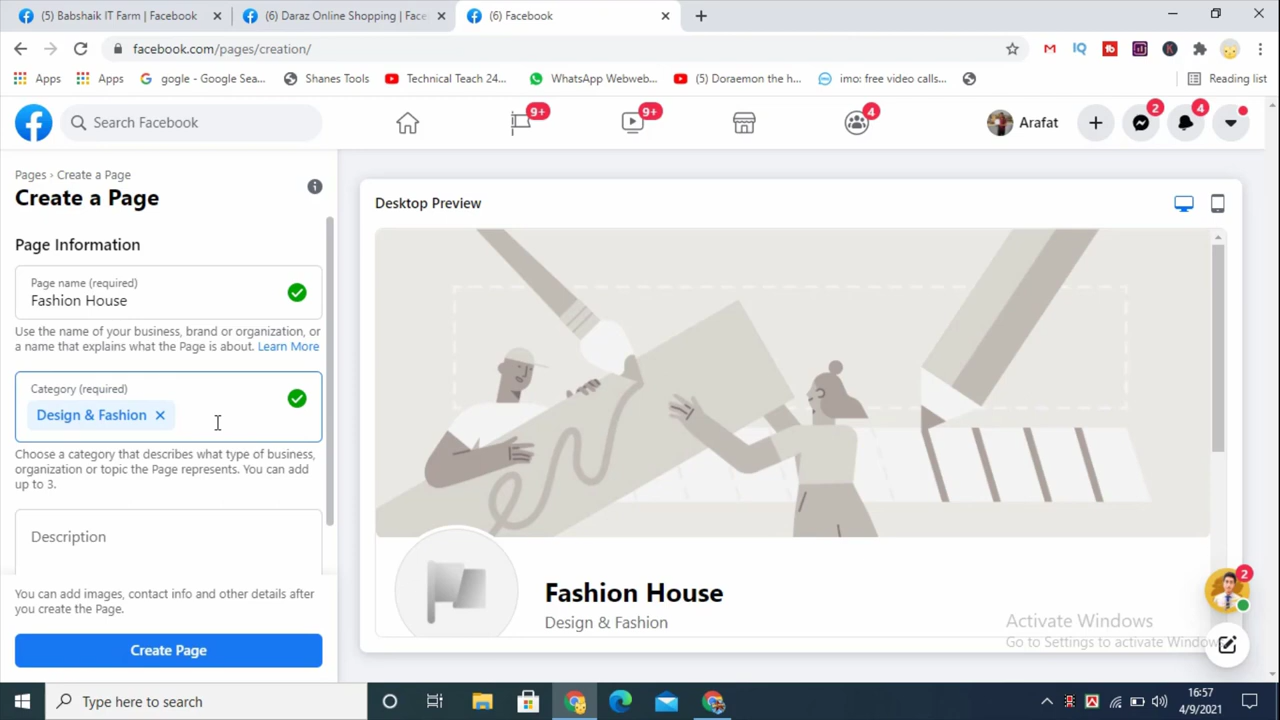 (5) Babshaik IT Farm | Facebook
(6) Daraz Online Shopping | Face
(6) Facebook
facebook.com/pages/creation/
Apps
Apps
gogle - Google Sea...
Shanes Tools
Technical Teach 24...
WhatsApp Webweb...
(5) Doraemon the h...
imo: free video calls...
Reading list
Search Facebook
9+
9+
4
Arafat
2
4
Pages › Create a Page
Create a Page
Page Information
Page name (required)
Fashion House
Use the name of your business, brand or organization, or
a name that explains what the Page is about. Learn More
Category (required)
Design & Fashion
Choose a category that describes what type of business,
organization or topic the Page represents. You can add
up to 3.
Description
You can add images, contact info and other details after
you create the Page.
Create Page
Desktop Preview
Fashion House
Design & Fashion
2
Activate Windows
Go to Settings to activate Windows
Type here to search
16:57
4/9/2021